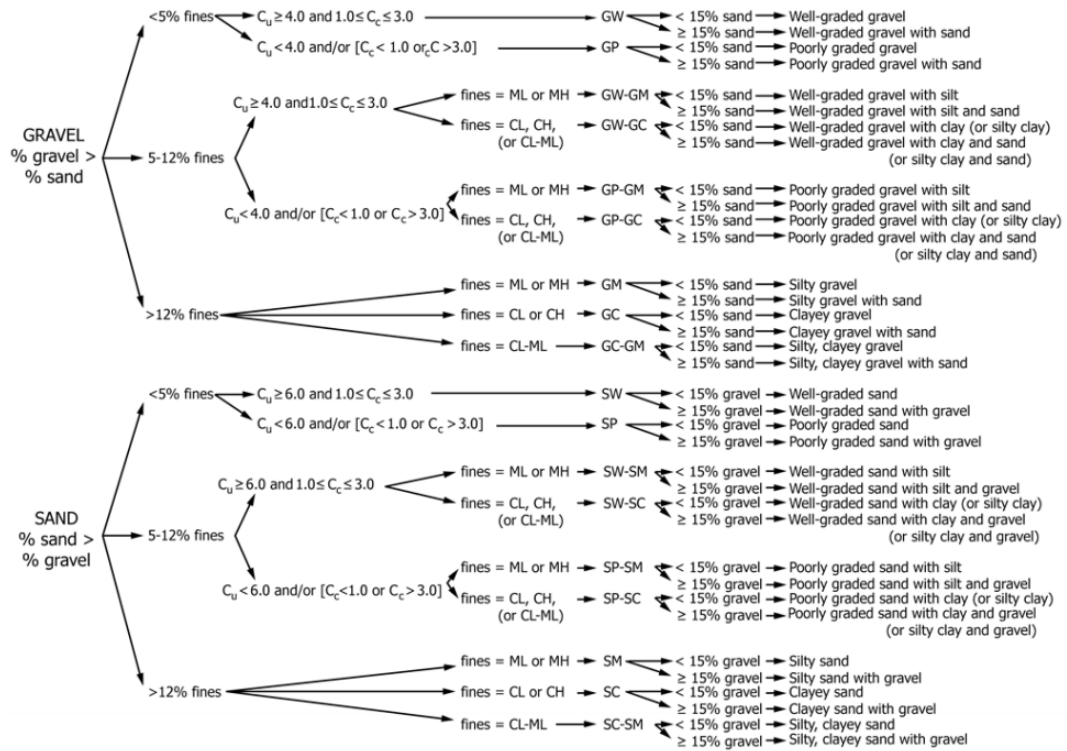 <5% fines
Cu ≥ 4.0 and 1.0 ≤ Cc ≤ 3.0
GW
< 15% sand Well-graded gravel
≥ 15% sand Well-graded gravel with sand
Cu < 4.0 and/or [Cc < 1.0 or cC > 3.0]
GP
< 15% sand Poorly graded gravel
≥ 15% sand Poorly graded gravel with sand
GRAVEL
% gravel >
% sand
5-12% fines
Cu ≥ 4.0 and1.0 ≤ Cc ≤ 3.0
fines = ML or MH GW-GM < 15% sand Well-graded gravel with silt
≥ 15% sand Well-graded gravel with silt and sand
fines = CL, CH, GW-GC < 15% sand Well-graded gravel with clay (or silty clay)
(or CL-ML) ≥ 15% sand Well-graded gravel with clay and sand
(or silty clay and sand)
Cu < 4.0 and/or [Cc < 1.0 or Cc > 3.0]
fines = ML or MH GP-GM < 15% sand Poorly graded gravel with silt
≥ 15% sand Poorly graded gravel with silt and sand
fines = CL, CH, GP-GC < 15% sand Poorly graded gravel with clay (or silty clay)
(or CL-ML) ≥ 15% sand Poorly graded gravel with clay and sand
(or silty clay and sand)
>12% fines
fines = ML or MH GM < 15% sand Silty gravel
≥ 15% sand Silty gravel with sand
fines = CL or CH GC < 15% sand Clayey gravel
≥ 15% sand Clayey gravel with sand
fines = CL-ML GC-GM < 15% sand Silty, clayey gravel
≥ 15% sand Silty, clayey gravel with sand
<5% fines
Cu ≥ 6.0 and 1.0 ≤ Cc ≤ 3.0
SW
< 15% gravel Well-graded sand
≥ 15% gravel Well-graded sand with gravel
Cu < 6.0 and/or [Cc < 1.0 or Cc > 3.0]
SP
< 15% gravel Poorly graded sand
≥ 15% gravel Poorly graded sand with gravel
SAND
% sand >
% gravel
5-12% fines
Cu ≥ 6.0 and 1.0 ≤ Cc ≤ 3.0
fines = ML or MH SW-SM < 15% gravel Well-graded sand with silt
≥ 15% gravel Well-graded sand with silt and gravel
fines = CL, CH, SW-SC < 15% gravel Well-graded sand with clay (or silty clay)
(or CL-ML) ≥ 15% gravel Well-graded sand with clay and gravel
(or silty clay and gravel)
Cu < 6.0 and/or [Cc <1.0 or Cc > 3.0]
fines = ML or MH SP-SM < 15% gravel Poorly graded sand with silt
≥ 15% gravel Poorly graded sand with silt and gravel
fines = CL, CH, SP-SC < 15% gravel Poorly graded sand with clay (or silty clay)
(or CL-ML) ≥ 15% gravel Poorly graded sand with clay and gravel
(or silty clay and gravel)
>12% fines
fines = ML or MH SM < 15% gravel Silty sand
≥ 15% gravel Silty sand with gravel
fines = CL or CH SC < 15% gravel Clayey sand
≥ 15% gravel Clayey sand with gravel
fines = CL-ML SC-SM < 15% gravel Silty, clayey sand
≥ 15% gravel Silty, clayey sand with gravel